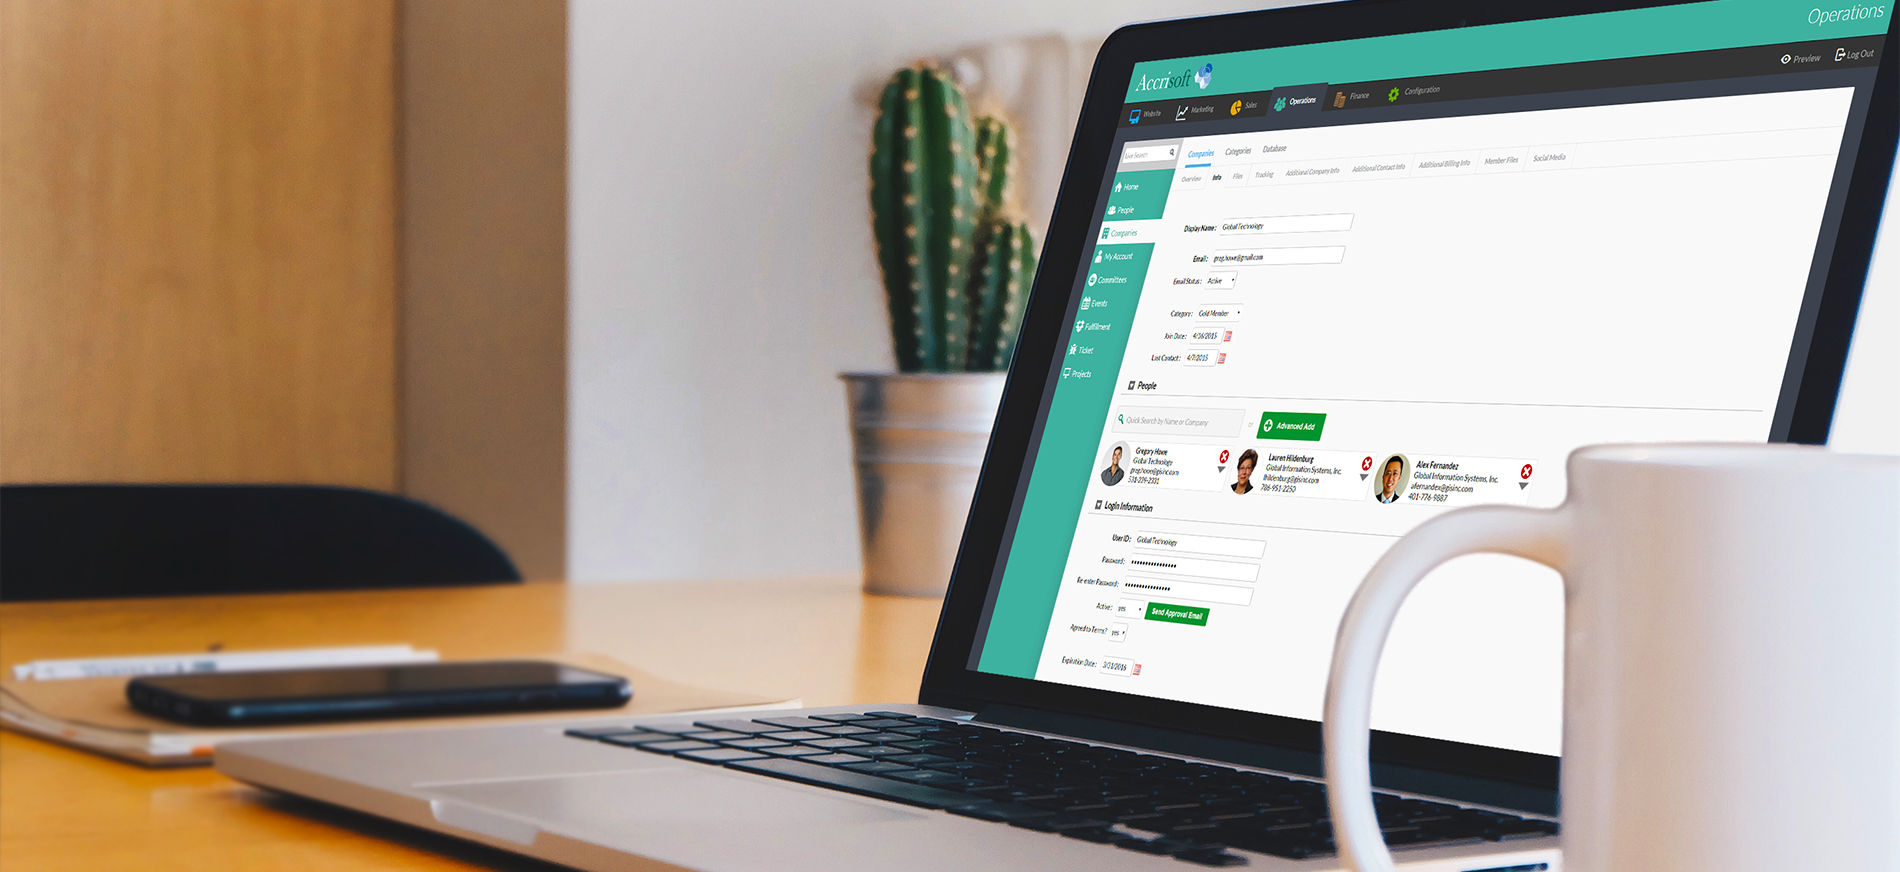 Operations
Accrisoft
Preview Log Out
Website Marketing Sales Operations Finance Configuration
Live Search
Companies Categories Database
Overview Info Files Tracking Additional Company Info Additional Contact Info Additional Billing Info Member Files Social Media
Home
People
Companies
My Account
Committees
Events
Fulfillment
Ticket
Projects
Display Name: Global Technology
Email: greg.howe@gmail.com
Email Status: Active
Category: Gold Member
Join Date: 4/16/2015
Last Contact: 4/7/2015
People
Quick Search by Name or Company or Advanced Add
Gregory Howe
Global Technology
greg.howe@gisinc.com
531-209-2331
Lauren Hildenburg
Global Information Systems, Inc.
lhildenburg@gisinc.com
786-951-2250
Alex Fernandez
Global Information Systems, Inc.
afernandez@gisinc.com
401-776-9887
Login Information
User ID: Global Technology
Password:
Re-enter Password:
Active: yes Send Approval Email
Agreed to Terms? yes
Expiration Date: 3/31/2016